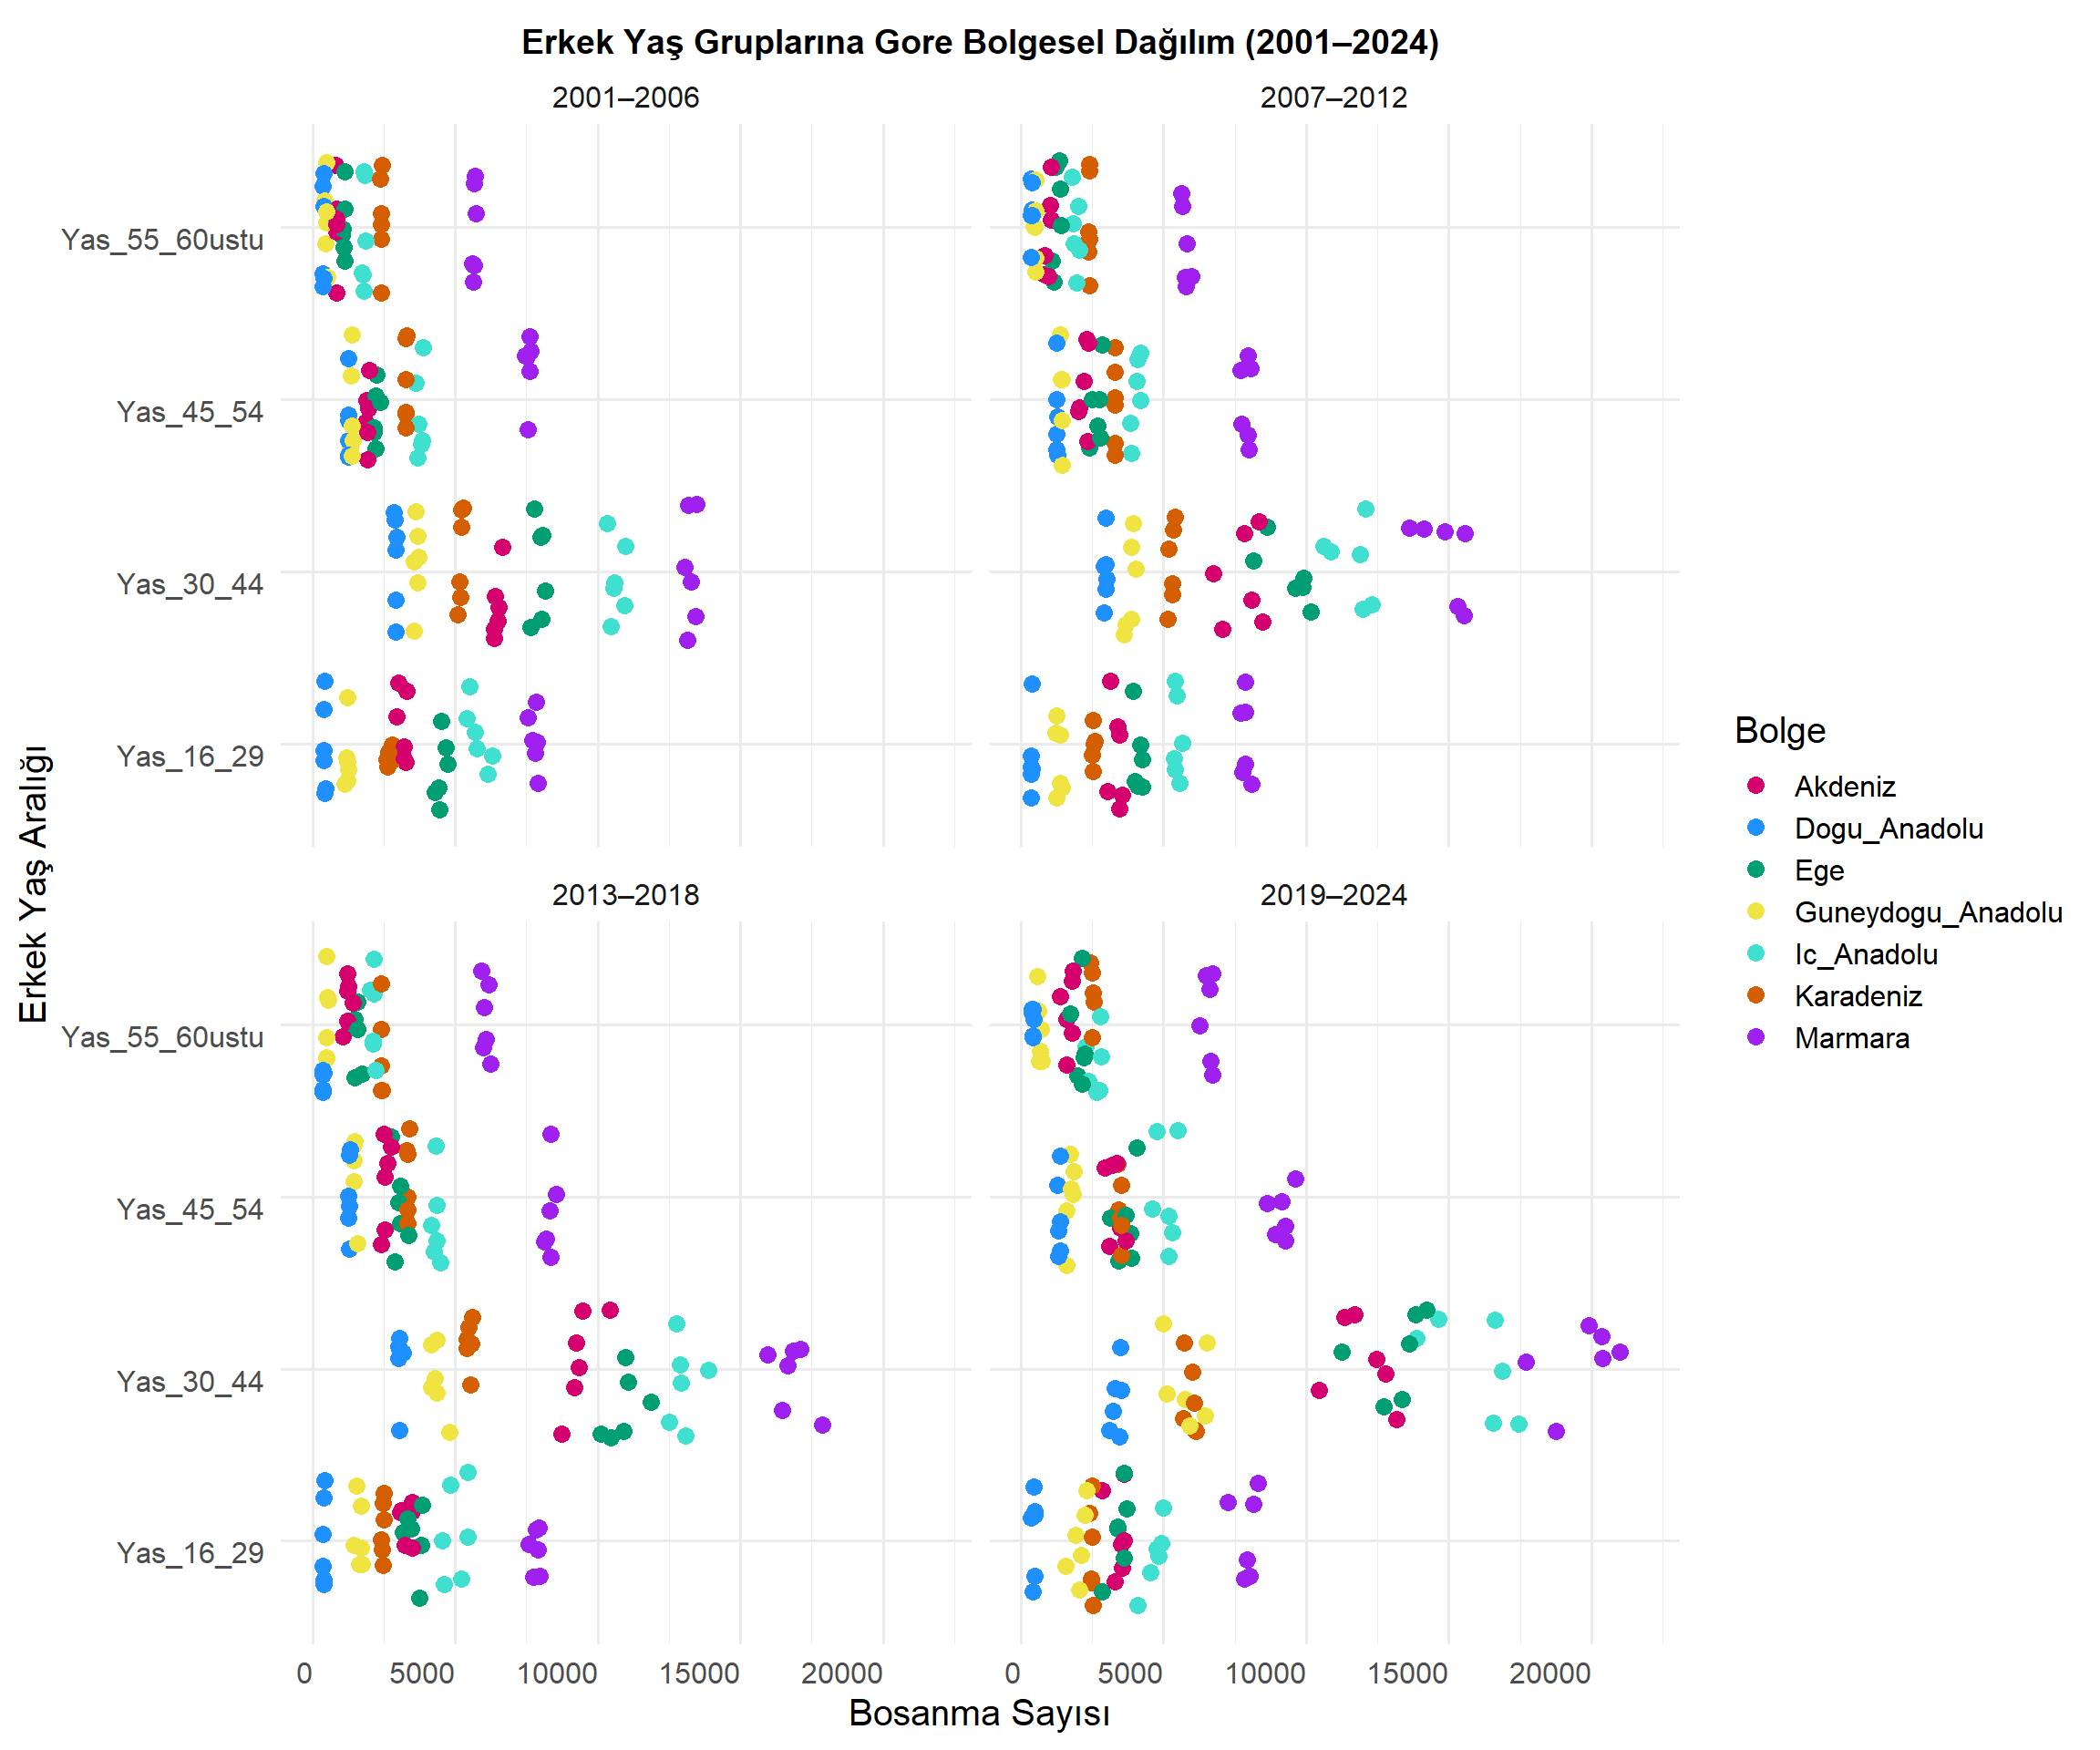 Erkek Yaş Gruplarına Gore Bolgesel Dağılım (2001–2024)
2001–2006
2007–2012
Yas_55_60ustu
Yas_45_54
Yas_30_44
Yas_16_29
2013–2018
2019–2024
Yas_55_60ustu
Yas_45_54
Yas_30_44
Yas_16_29
0 5000 10000 15000 20000
0 5000 10000 15000 20000
Bosanma Sayısı
Erkek Yaş Aralığı
Bolge
Akdeniz
Dogu_Anadolu
Ege
Guneydogu_Anadolu
Ic_Anadolu
Karadeniz
Marmara